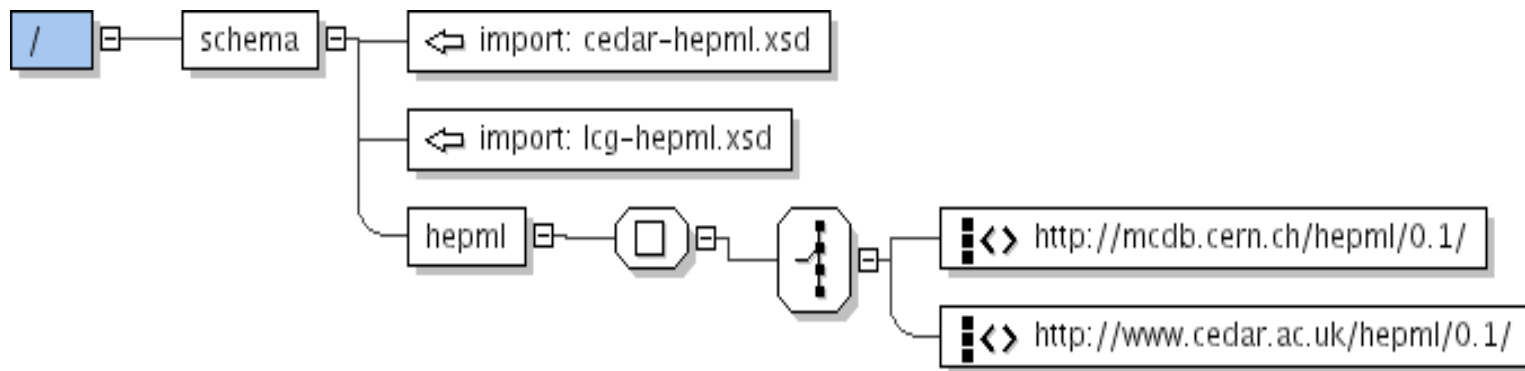 /
schema
import: cedar-hepml.xsd
import: lcg-hepml.xsd
hepml
http://mcdb.cern.ch/hepml/0.1/
http://www.cedar.ac.uk/hepml/0.1/